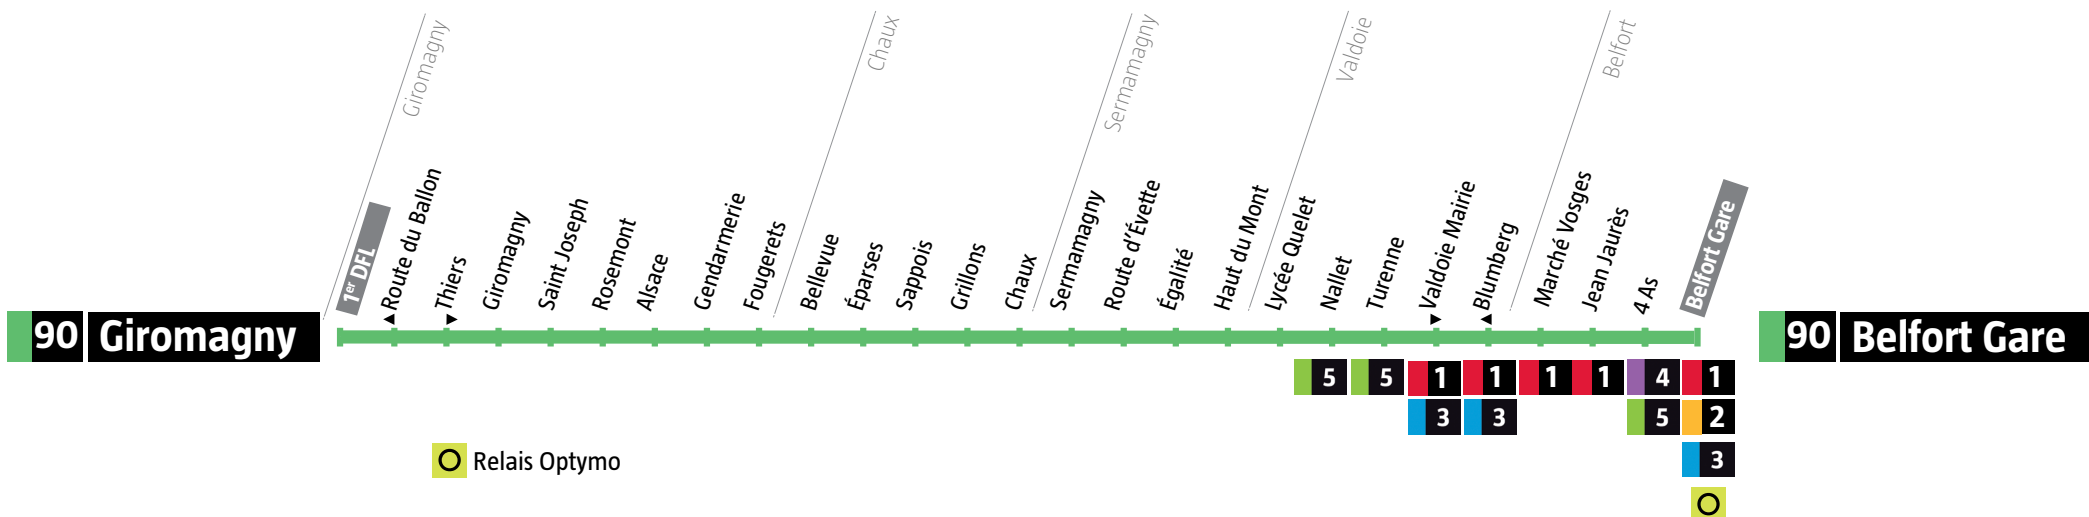 Giromagny
Chaux
Sermamagny
Valdoie
Belfort
90 Giromagny
1er DFL
Route du Ballon
Thiers
Giromagny
Saint Joseph
Rosemont
Alsace
Gendarmerie
Fougerets
Bellevue
Éparses
Sappois
Grillons
Chaux
Sermamagny
Route d'Évette
Égalité
Haut du Mont
Lycée Quelet
Nallet
Turenne
Valdoie Mairie
Blumberg
Marché Vosges
Jean Jaurès
4 As
Belfort Gare
90 Belfort Gare
5 5 1 1 1 1 4 1
3 3 5 2
3
Relais Optymo